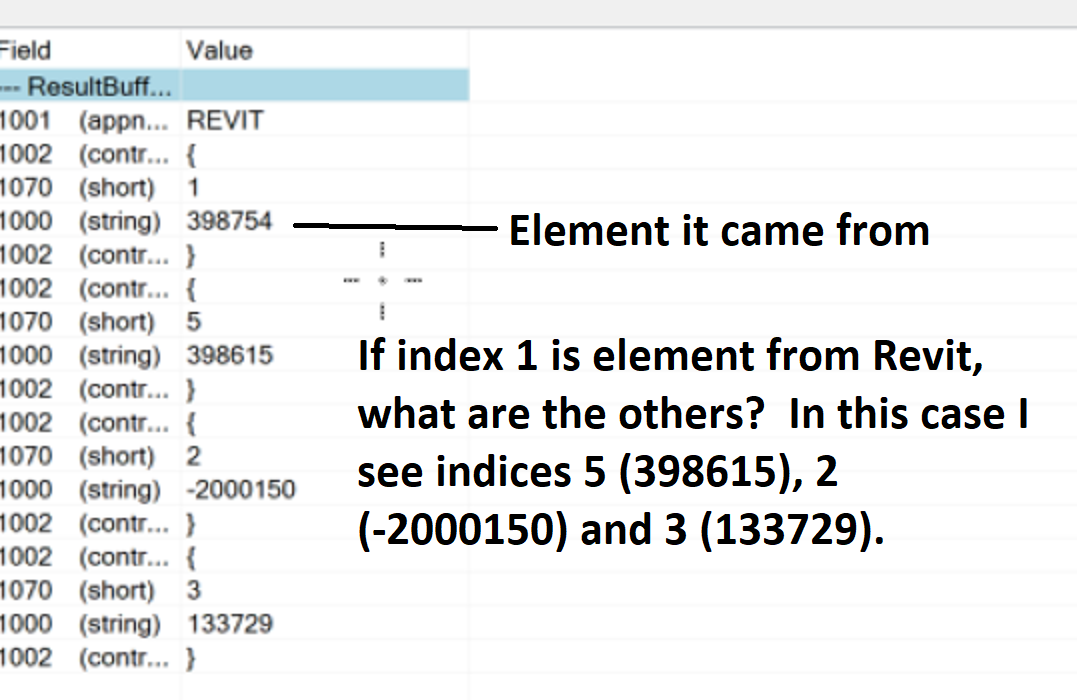 Field Value
--- ResultBuff...
1001 (appn... REVIT
1002 (contr... {
1070 (short) 1
1000 (string) 398754 Element it came from
1002 (contr... }
1002 (contr... {
1070 (short) 5
1000 (string) 398615
1002 (contr... }
1002 (contr... {
1070 (short) 2
1000 (string) -2000150
1002 (contr... }
1002 (contr... {
1070 (short) 3
1000 (string) 133729
1002 (contr... }
If index 1 is element from Revit,
what are the others? In this case I
see indices 5 (398615), 2
(-2000150) and 3 (133729).